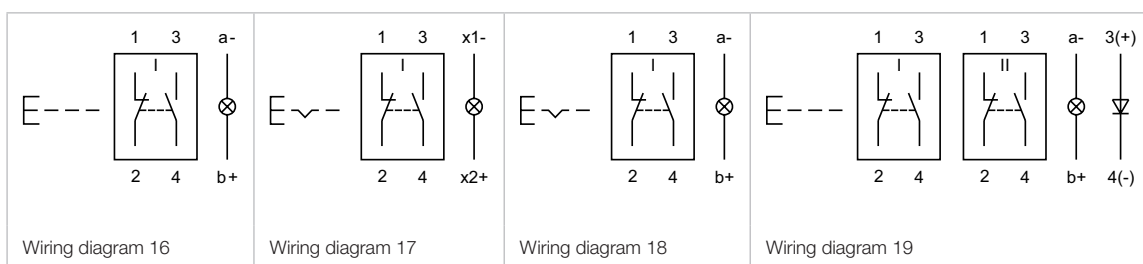 1 3 a- 1 3 x1- 1 3 a- 1 3 1 3 a- 3(+)
I I I I II
2 4 b+ 2 4 x2+ 2 4 b+ 2 4 2 4 b+ 4(-)
Wiring diagram 16 Wiring diagram 17 Wiring diagram 18 Wiring diagram 19